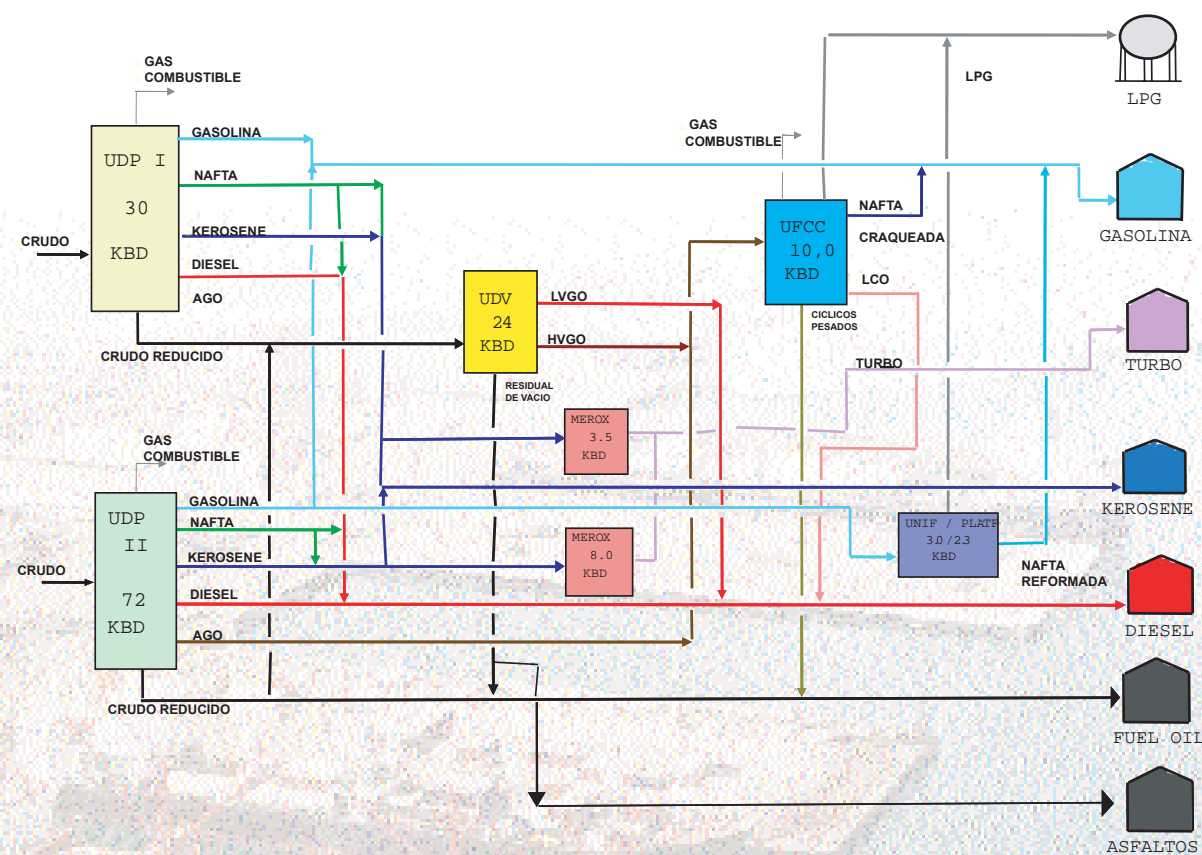 GAS
COMBUSTIBLE
LPG
LPG
GASOLINA
UDP I
30
KBD
NAFTA
KEROSENE
DIESEL
AGO
CRUDO
CRUDO REDUCIDO
GAS
COMBUSTIBLE
UFCC
10,0
KBD
NAFTA
CRAQUEADA
LCO
CICLICOS
PESADOS
GASOLINA
UDV
24
KBD
LVGO
HVGO
RESIDUAL
DE VACIO
TURBO
TURBO
MEROX
3.5
KBD
GAS
COMBUSTIBLE
GASOLINA
NAFTA
KEROSENE
DIESEL
AGO
UDP
II
72
KBD
CRUDO
CRUDO REDUCIDO
MEROX
8.0
KBD
UNIF / PLATF
3.0/2.3
KBD
NAFTA
REFORMADA
KEROSENE
DIESEL
FUEL OIL
ASFALTOS